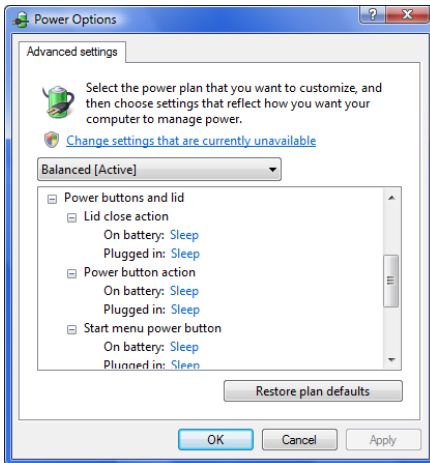 Power Options
Advanced settings
Select the power plan that you want to customize, and
then choose settings that reflect how you want your
computer to manage power.
Change settings that are currently unavailable
Balanced [Active]
Power buttons and lid
Lid close action
On battery: Sleep
Plugged in: Sleep
Power button action
On battery: Sleep
Plugged in: Sleep
Start menu power button
On battery: Sleep
Plugged in: Sleep
Restore plan defaults
OK Cancel Apply